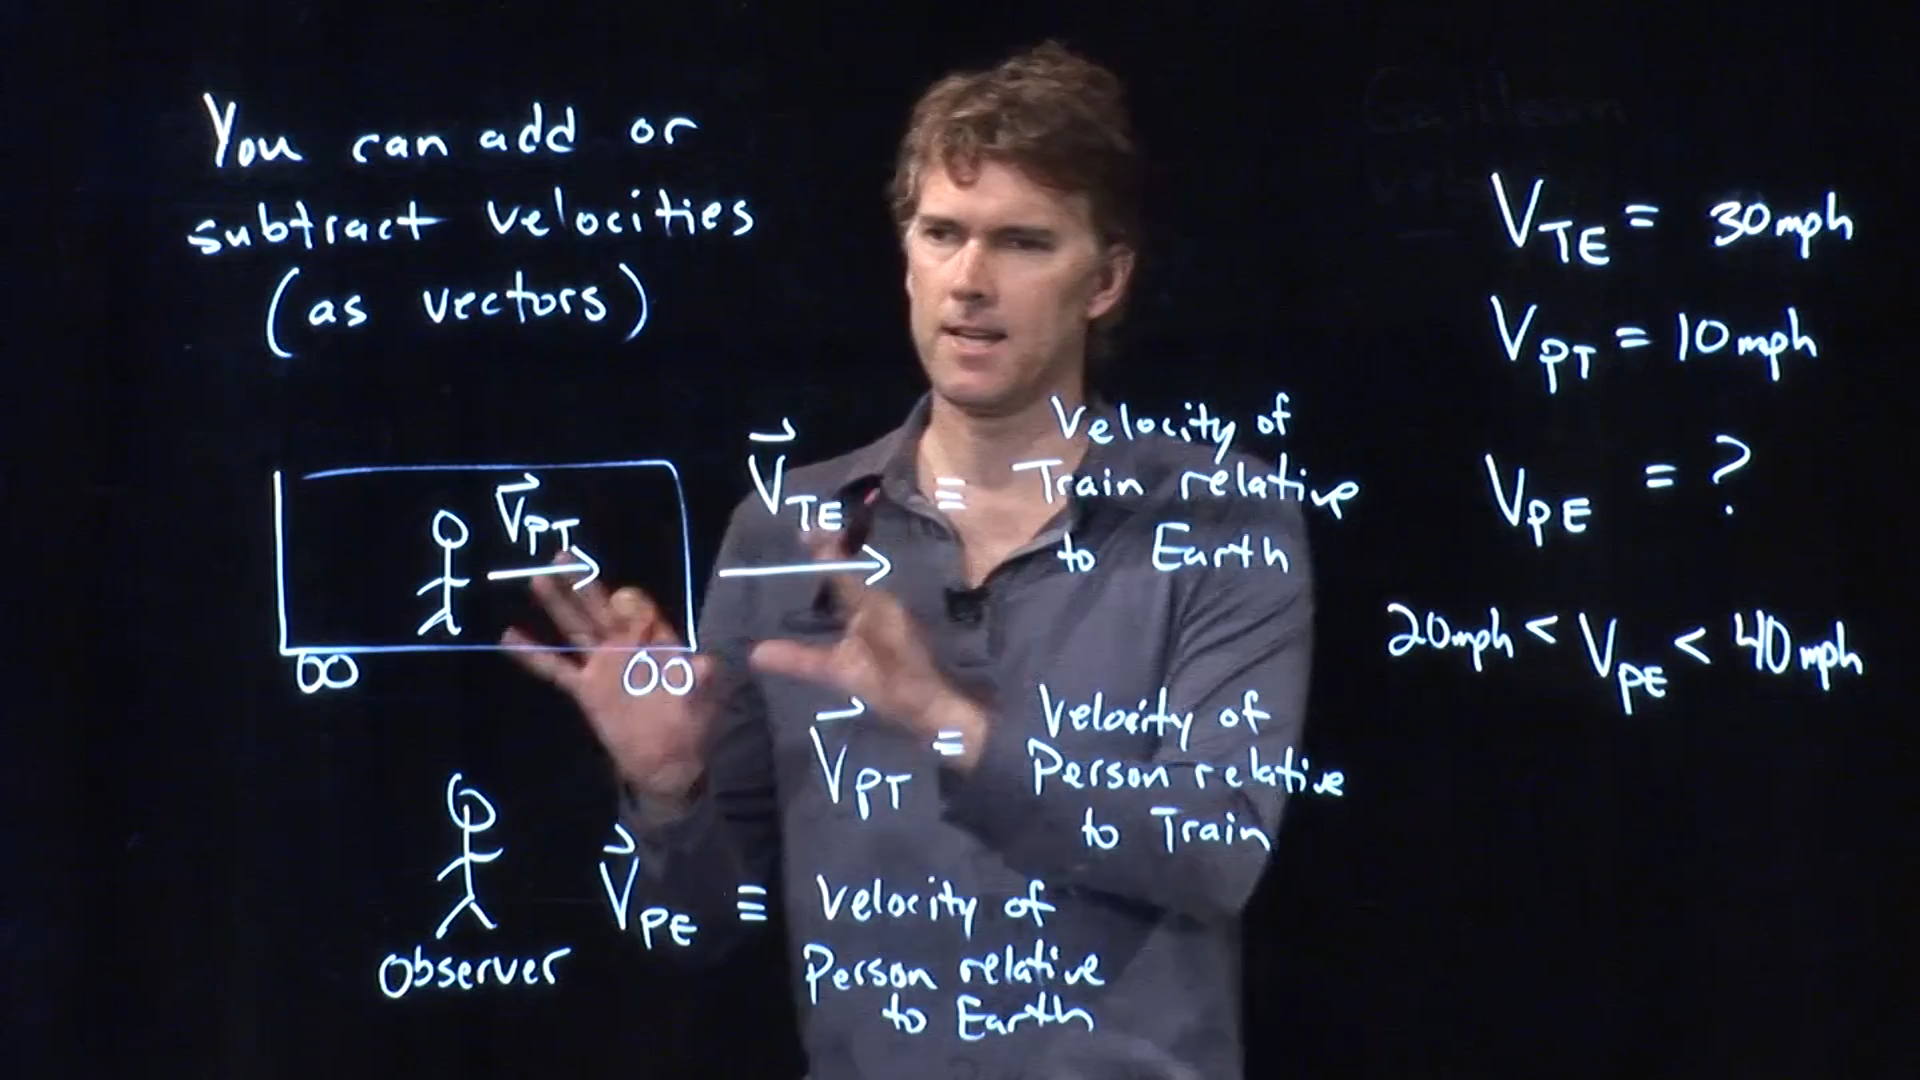 You can add or
subtract velocities
(as vectors)
V⃗PT
V⃗TE ≡ Velocity of
Train relative
to Earth
V⃗PT ≡ Velocity of
Person relative
to Train
Observer
V⃗PE ≡ Velocity of
Person relative
to Earth
VTE = 30mph
VPT = 10mph
VPE = ?
20mph < VPE < 40mph